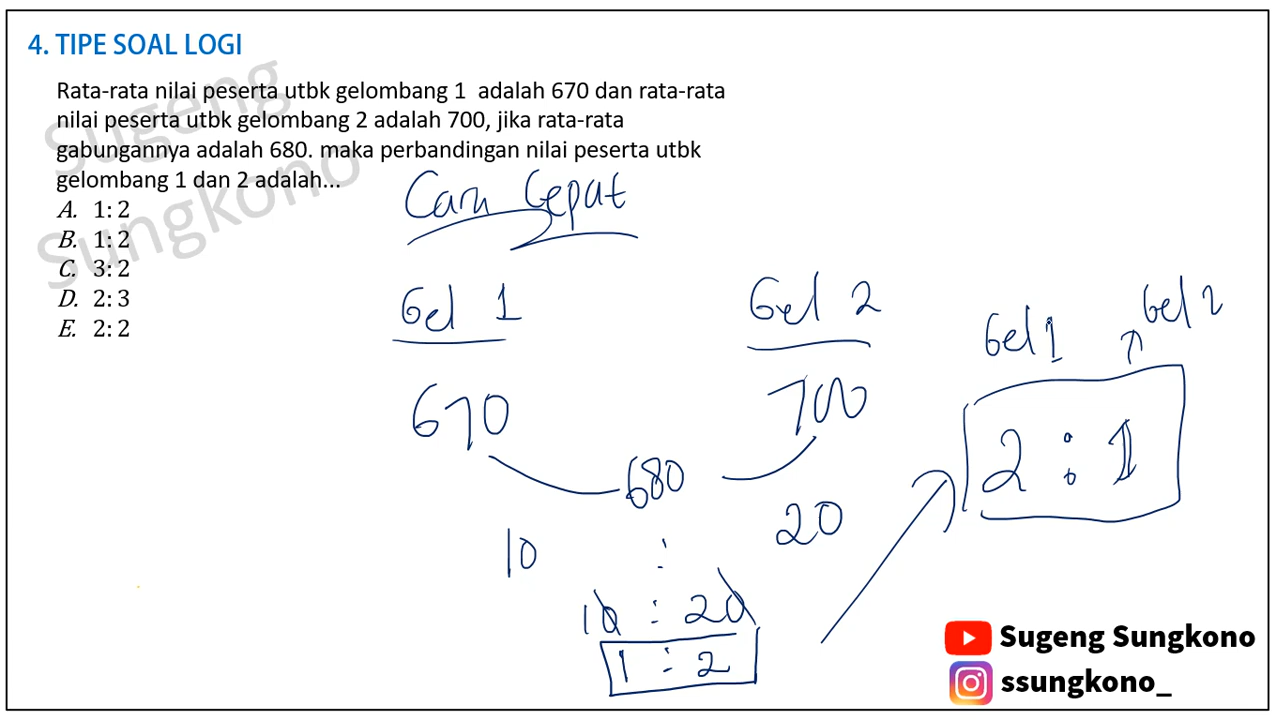 4. TIPE SOAL LOGI
Rata-rata nilai peserta utbk gelombang 1 adalah 670 dan rata-rata
nilai peserta utbk gelombang 2 adalah 700, jika rata-rata
gabungannya adalah 680. maka perbandingan nilai peserta utbk
gelombang 1 dan 2 adalah...
A. 1:2
B. 1:2
C. 3:2
D. 2:3
E. 2:2
Sugeng
Sungkono
Cara Cepat
Gel 1
Gel 2
670
700
680
10
:
20
10 : 20
1 : 2
Gel 1
Gel 2
2 : 1
Sugeng Sungkono
ssungkono_